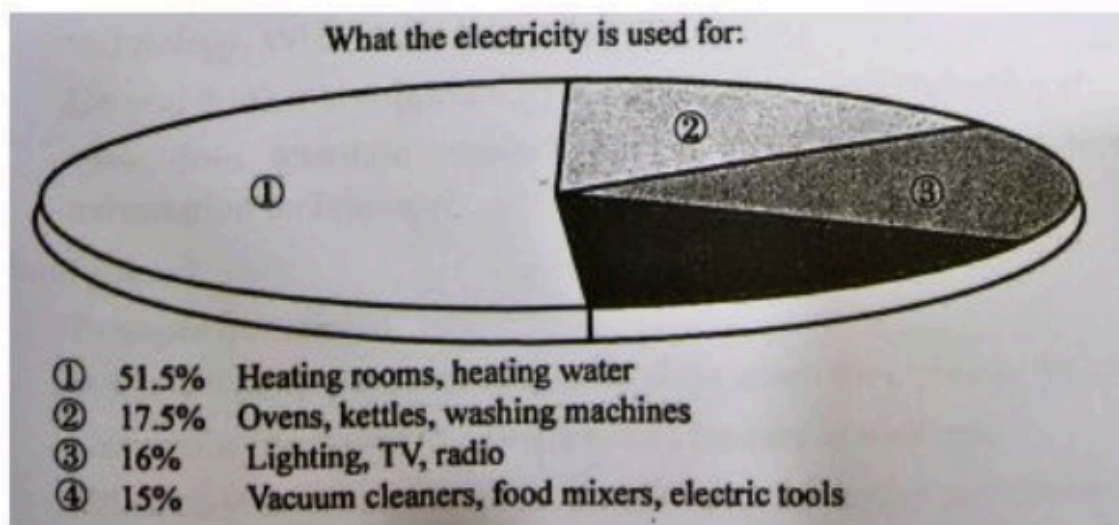 What the electricity is used for:
②
①
③
① 51.5% Heating rooms, heating water
② 17.5% Ovens, kettles, washing machines
③ 16% Lighting, TV, radio
④ 15% Vacuum cleaners, food mixers, electric tools